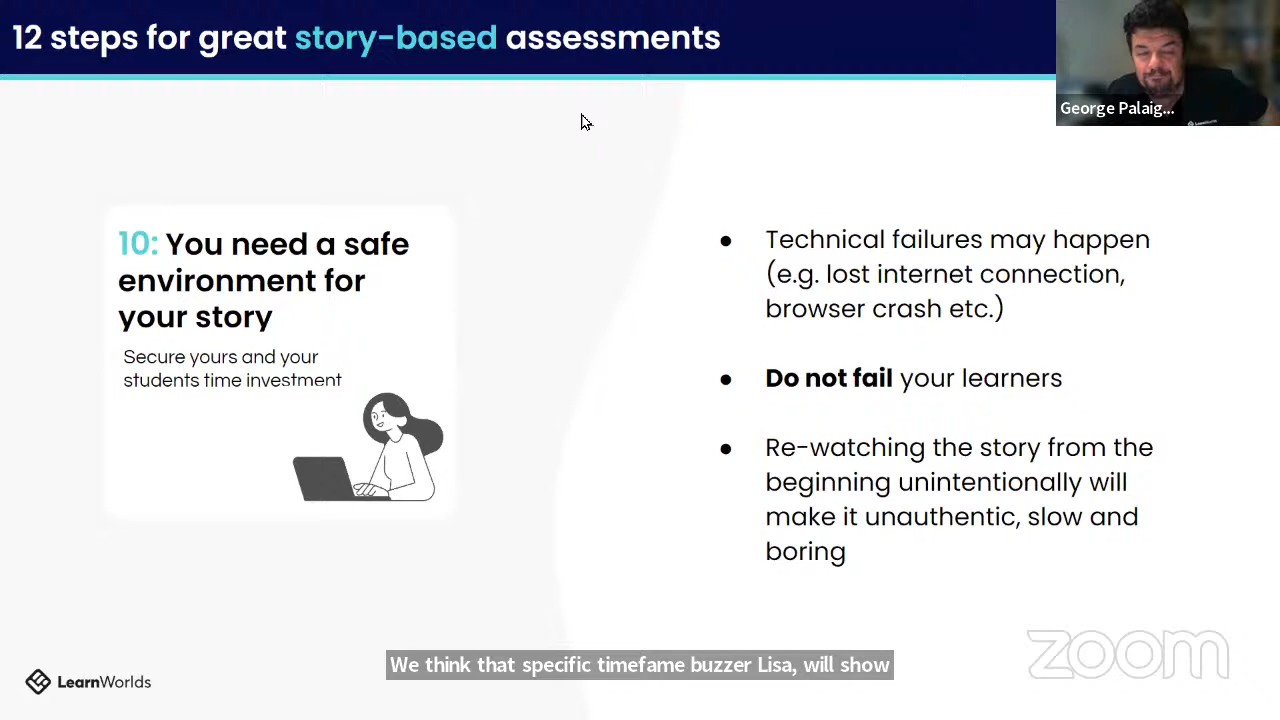 12 steps for great story-based assessments
George Palaig...
10: You need a safe
environment for
your story
Secure yours and your
students time investment
● Technical failures may happen
(e.g. lost internet connection,
browser crash etc.)
● Do not fail your learners
● Re-watching the story from the
beginning unintentionally will
make it unauthentic, slow and
boring
We think that specific timefame buzzer Lisa, will show
zoom
LearnWorlds